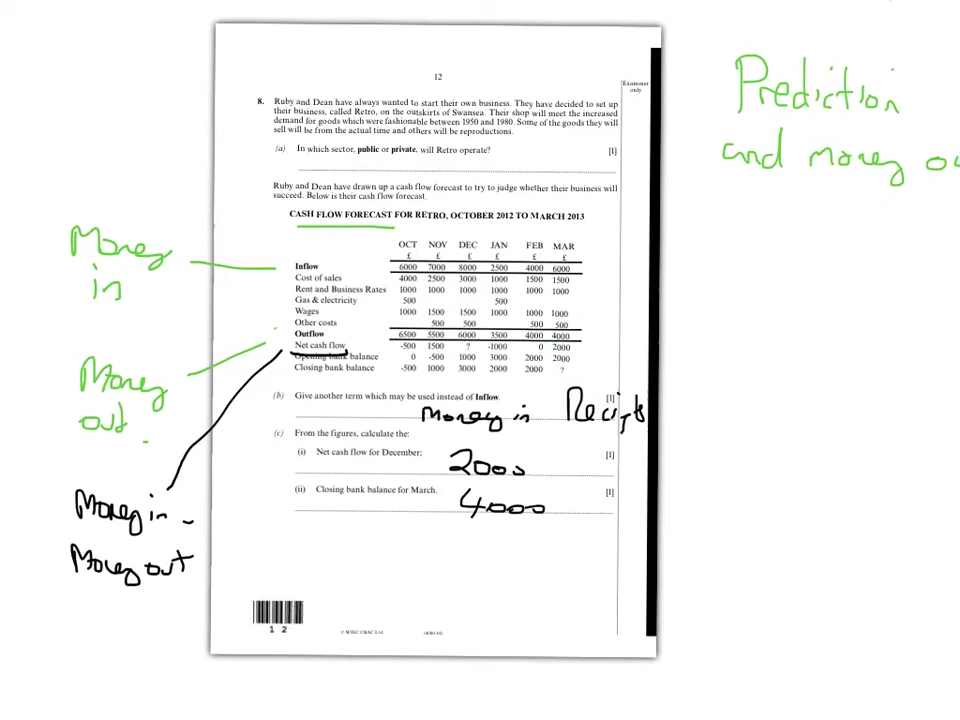 12
Examiner
only
8. Ruby and Dean have always wanted to start their own business. They have decided to set up
their business, called Retro, on the outskirts of Swansea. Their shop will meet the increased
demand for goods which were fashionable between 1950 and 1980. Some of the goods they will
sell will be from the actual time and others will be reproductions.
(a) In which sector, public or private, will Retro operate? [1]
Ruby and Dean have drawn up a cash flow forecast to try to judge whether their business will
succeed. Below is their cash flow forecast.
CASH FLOW FORECAST FOR RETRO, OCTOBER 2012 TO MARCH 2013
OCT NOV DEC JAN FEB MAR
£ £ £ £ £ £
Inflow 6000 7000 8000 2500 4000 6000
Cost of sales 4000 2500 3000 1000 1500 1500
Rent and Business Rates 1000 1000 1000 1000 1000 1000
Gas & electricity 500 500
Wages 1000 1500 1500 1000 1000 1000
Other costs 500 500 500 500
Outflow 6500 5500 6000 3500 4000 4000
Net cash flow -500 1500 ? -1000 0 2000
Opening bank balance 0 -500 1000 3000 2000 2000
Closing bank balance -500 1000 3000 2000 2000 ?
(b) Give another term which may be used instead of Inflow. [1]
Money in Recipts
(c) From the figures, calculate the:
(i) Net cash flow for December; [1]
2000
(ii) Closing bank balance for March. [1]
4000
12
© WJEC CBAC Ltd.
Money
in
Money
out.
Money in -
Money out
Prediction
and money ou